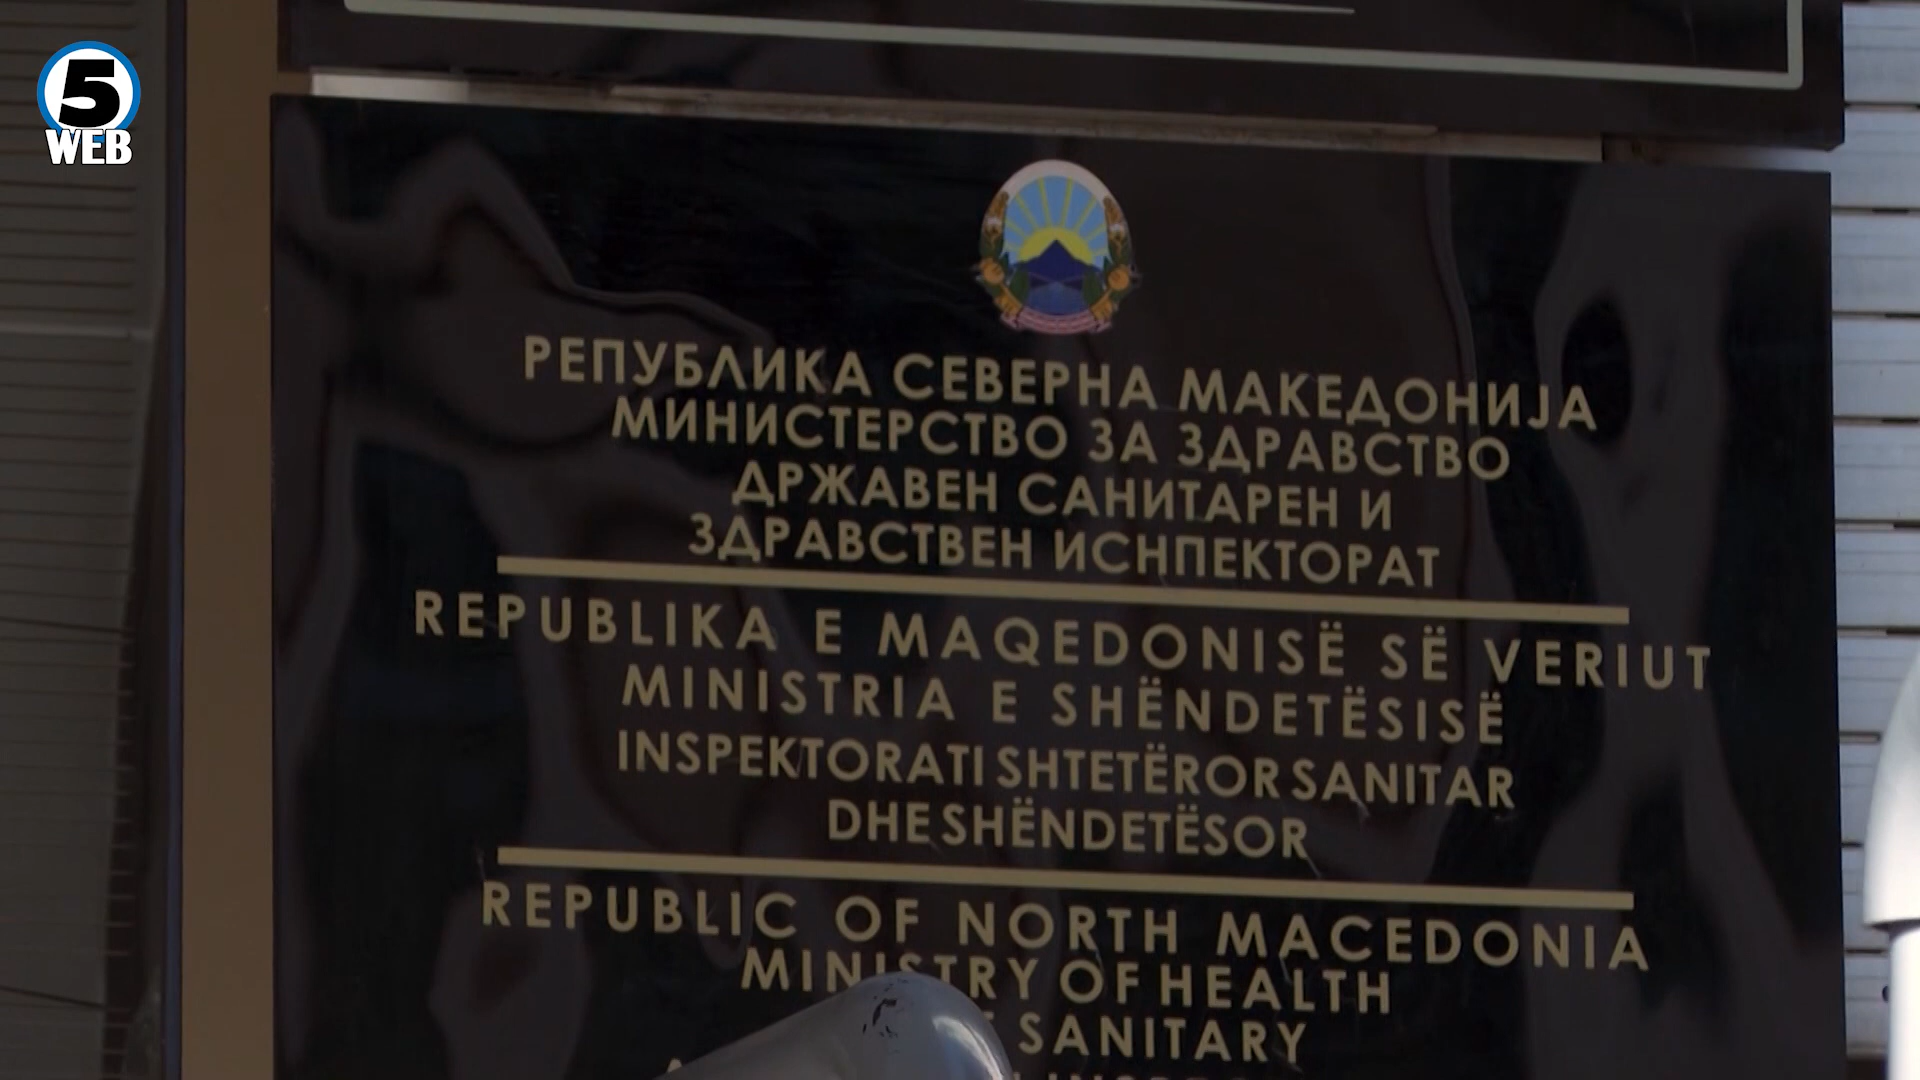 5
WEB
РЕПУБЛИКА СЕВЕРНА МАКЕДОНИЈА
МИНИСТЕРСТВО ЗА ЗДРАВСТВО
ДРЖАВЕН САНИТАРЕН И
ЗДРАВСТВЕН ИСНПЕКТОРАТ
REPUBLIKA E MAQEDONISË SË VERIUT
MINISTRIA E SHËNDETËSISË
INSPEKTORATI SHTETËROR SANITAR
DHE SHËNDETËSOR
REPUBLIC OF NORTH MACEDONIA
MINISTRY OF HEALTH
SANITARY